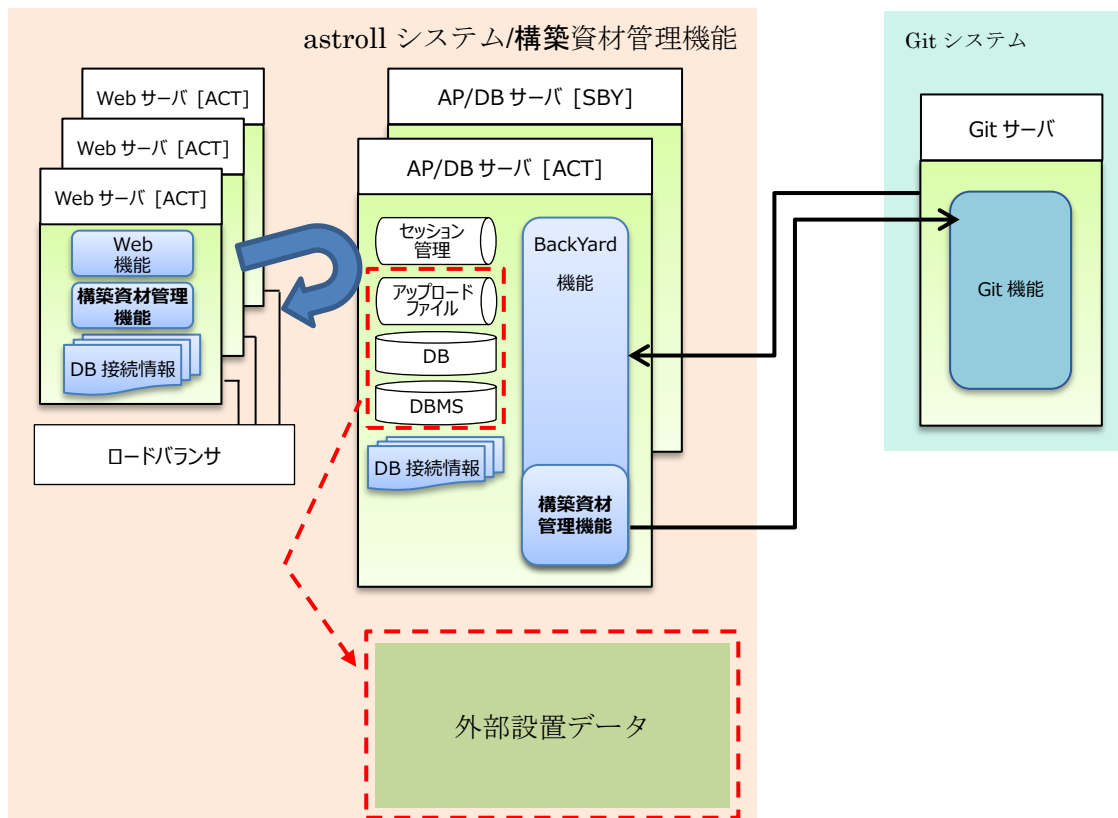 astroll システム/構築資材管理機能
Git システム
Web サーバ [ACT]
Web サーバ [ACT]
Web サーバ [ACT]
Web
機能
構築資材管理
機能
DB 接続情報
ロードバランサ
AP/DB サーバ [SBY]
AP/DB サーバ [ACT]
セッション
管理
アップロード
ファイル
DB
DBMS
DB 接続情報
BackYard
機能
構築資材
管理機能
Git サーバ
Git 機能
外部設置データ